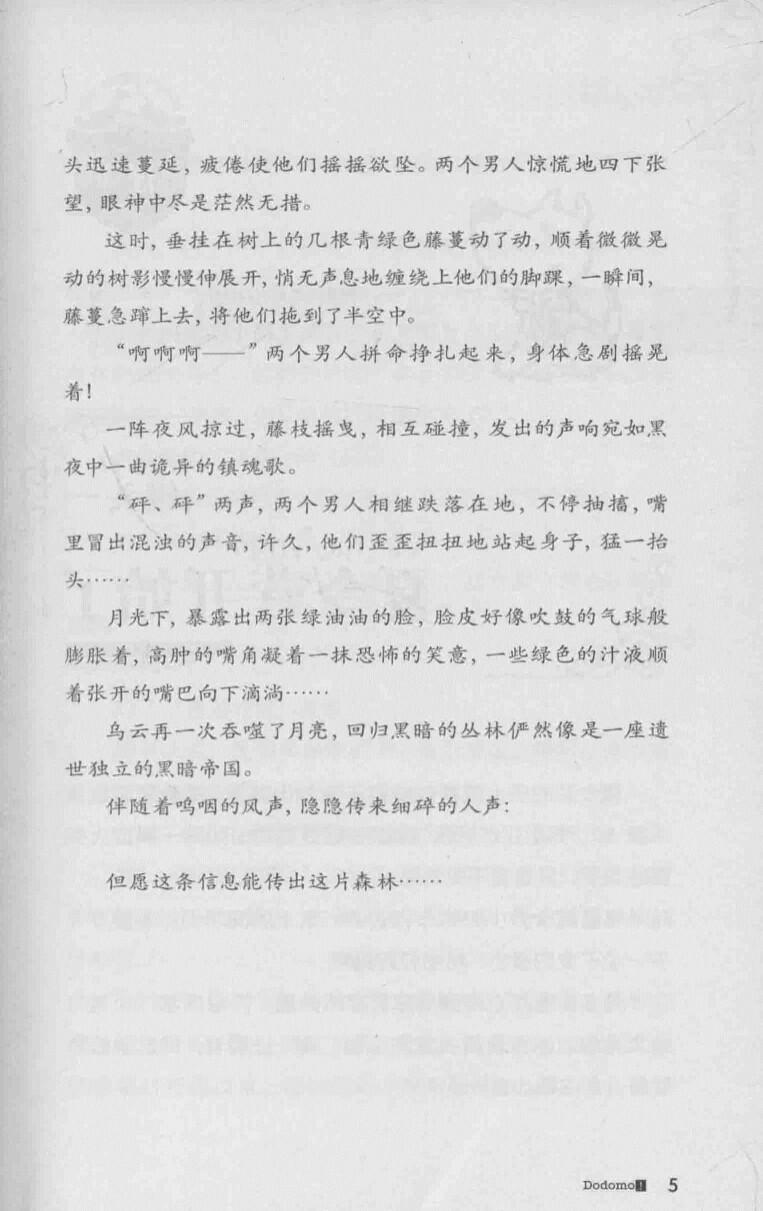 头迅速蔓延，疲倦使他们摇摇欲坠。两个男人惊慌地四下张
望，眼神中尽是茫然无措。
这时，垂挂在树上的几根青绿色藤蔓动了动，顺着微微晃
动的树影慢慢伸展开，悄无声息地缠绕上他们的脚踝，一瞬间，
藤蔓急蹿上去，将他们拖到了半空中。
“啊啊啊——”两个男人拼命挣扎起来，身体急剧摇晃
着！
一阵夜风掠过，藤枝摇曳，相互碰撞，发出的声响宛如黑
夜中一曲诡异的镇魂歌。
“砰、砰”两声，两个男人相继跌落在地，不停抽搐，嘴
里冒出混浊的声音，许久，他们歪歪扭扭地站起身子，猛一抬
头……
月光下，暴露出两张绿油油的脸，脸皮好像吹鼓的气球般
膨胀着，高肿的嘴角凝着一抹恐怖的笑意，一些绿色的汁液顺
着张开的嘴巴向下滴淌……
乌云再一次吞噬了月亮，回归黑暗的丛林俨然像是一座遗
世独立的黑暗帝国。
伴随着呜咽的风声，隐隐传来细碎的人声：
但愿这条信息能传出这片森林……
Dodomo! 5